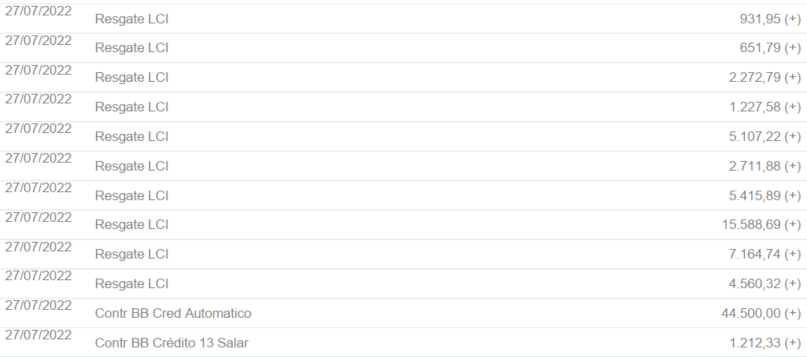 27/07/2022 Resgate LCI 931,95 (+)
27/07/2022 Resgate LCI 651,79 (+)
27/07/2022 Resgate LCI 2.272,79 (+)
27/07/2022 Resgate LCI 1.227,58 (+)
27/07/2022 Resgate LCI 5.107,22 (+)
27/07/2022 Resgate LCI 2.711,88 (+)
27/07/2022 Resgate LCI 5.415,89 (+)
27/07/2022 Resgate LCI 15.588,69 (+)
27/07/2022 Resgate LCI 7.164,74 (+)
27/07/2022 Resgate LCI 4.560,32 (+)
27/07/2022 Contr BB Cred Automatico 44.500,00 (+)
27/07/2022 Contr BB Crédito 13 Salar 1.212,33 (+)